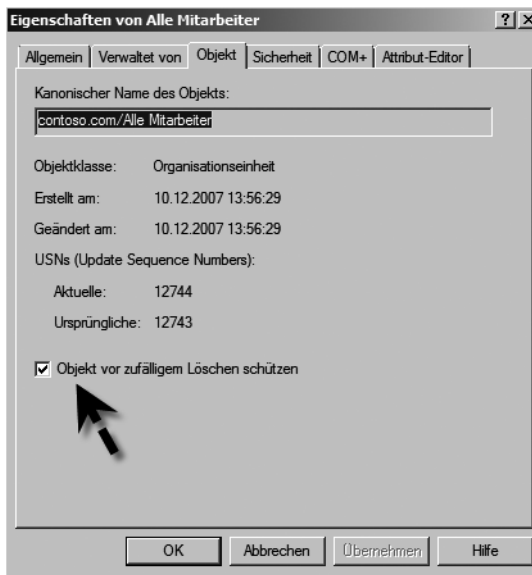 Eigenschaften von Alle Mitarbeiter
Allgemein Verwaltet von Objekt Sicherheit COM+ Attribut-Editor
Kanonischer Name des Objekts:
contoso.com/Alle Mitarbeiter
Objektklasse: Organisationseinheit
Erstellt am: 10.12.2007 13:56:29
Geändert am: 10.12.2007 13:56:29
USNs (Update Sequence Numbers):
Aktuelle: 12744
Ursprüngliche: 12743
Objekt vor zufälligem Löschen schützen
OK Abbrechen Übernehmen Hilfe